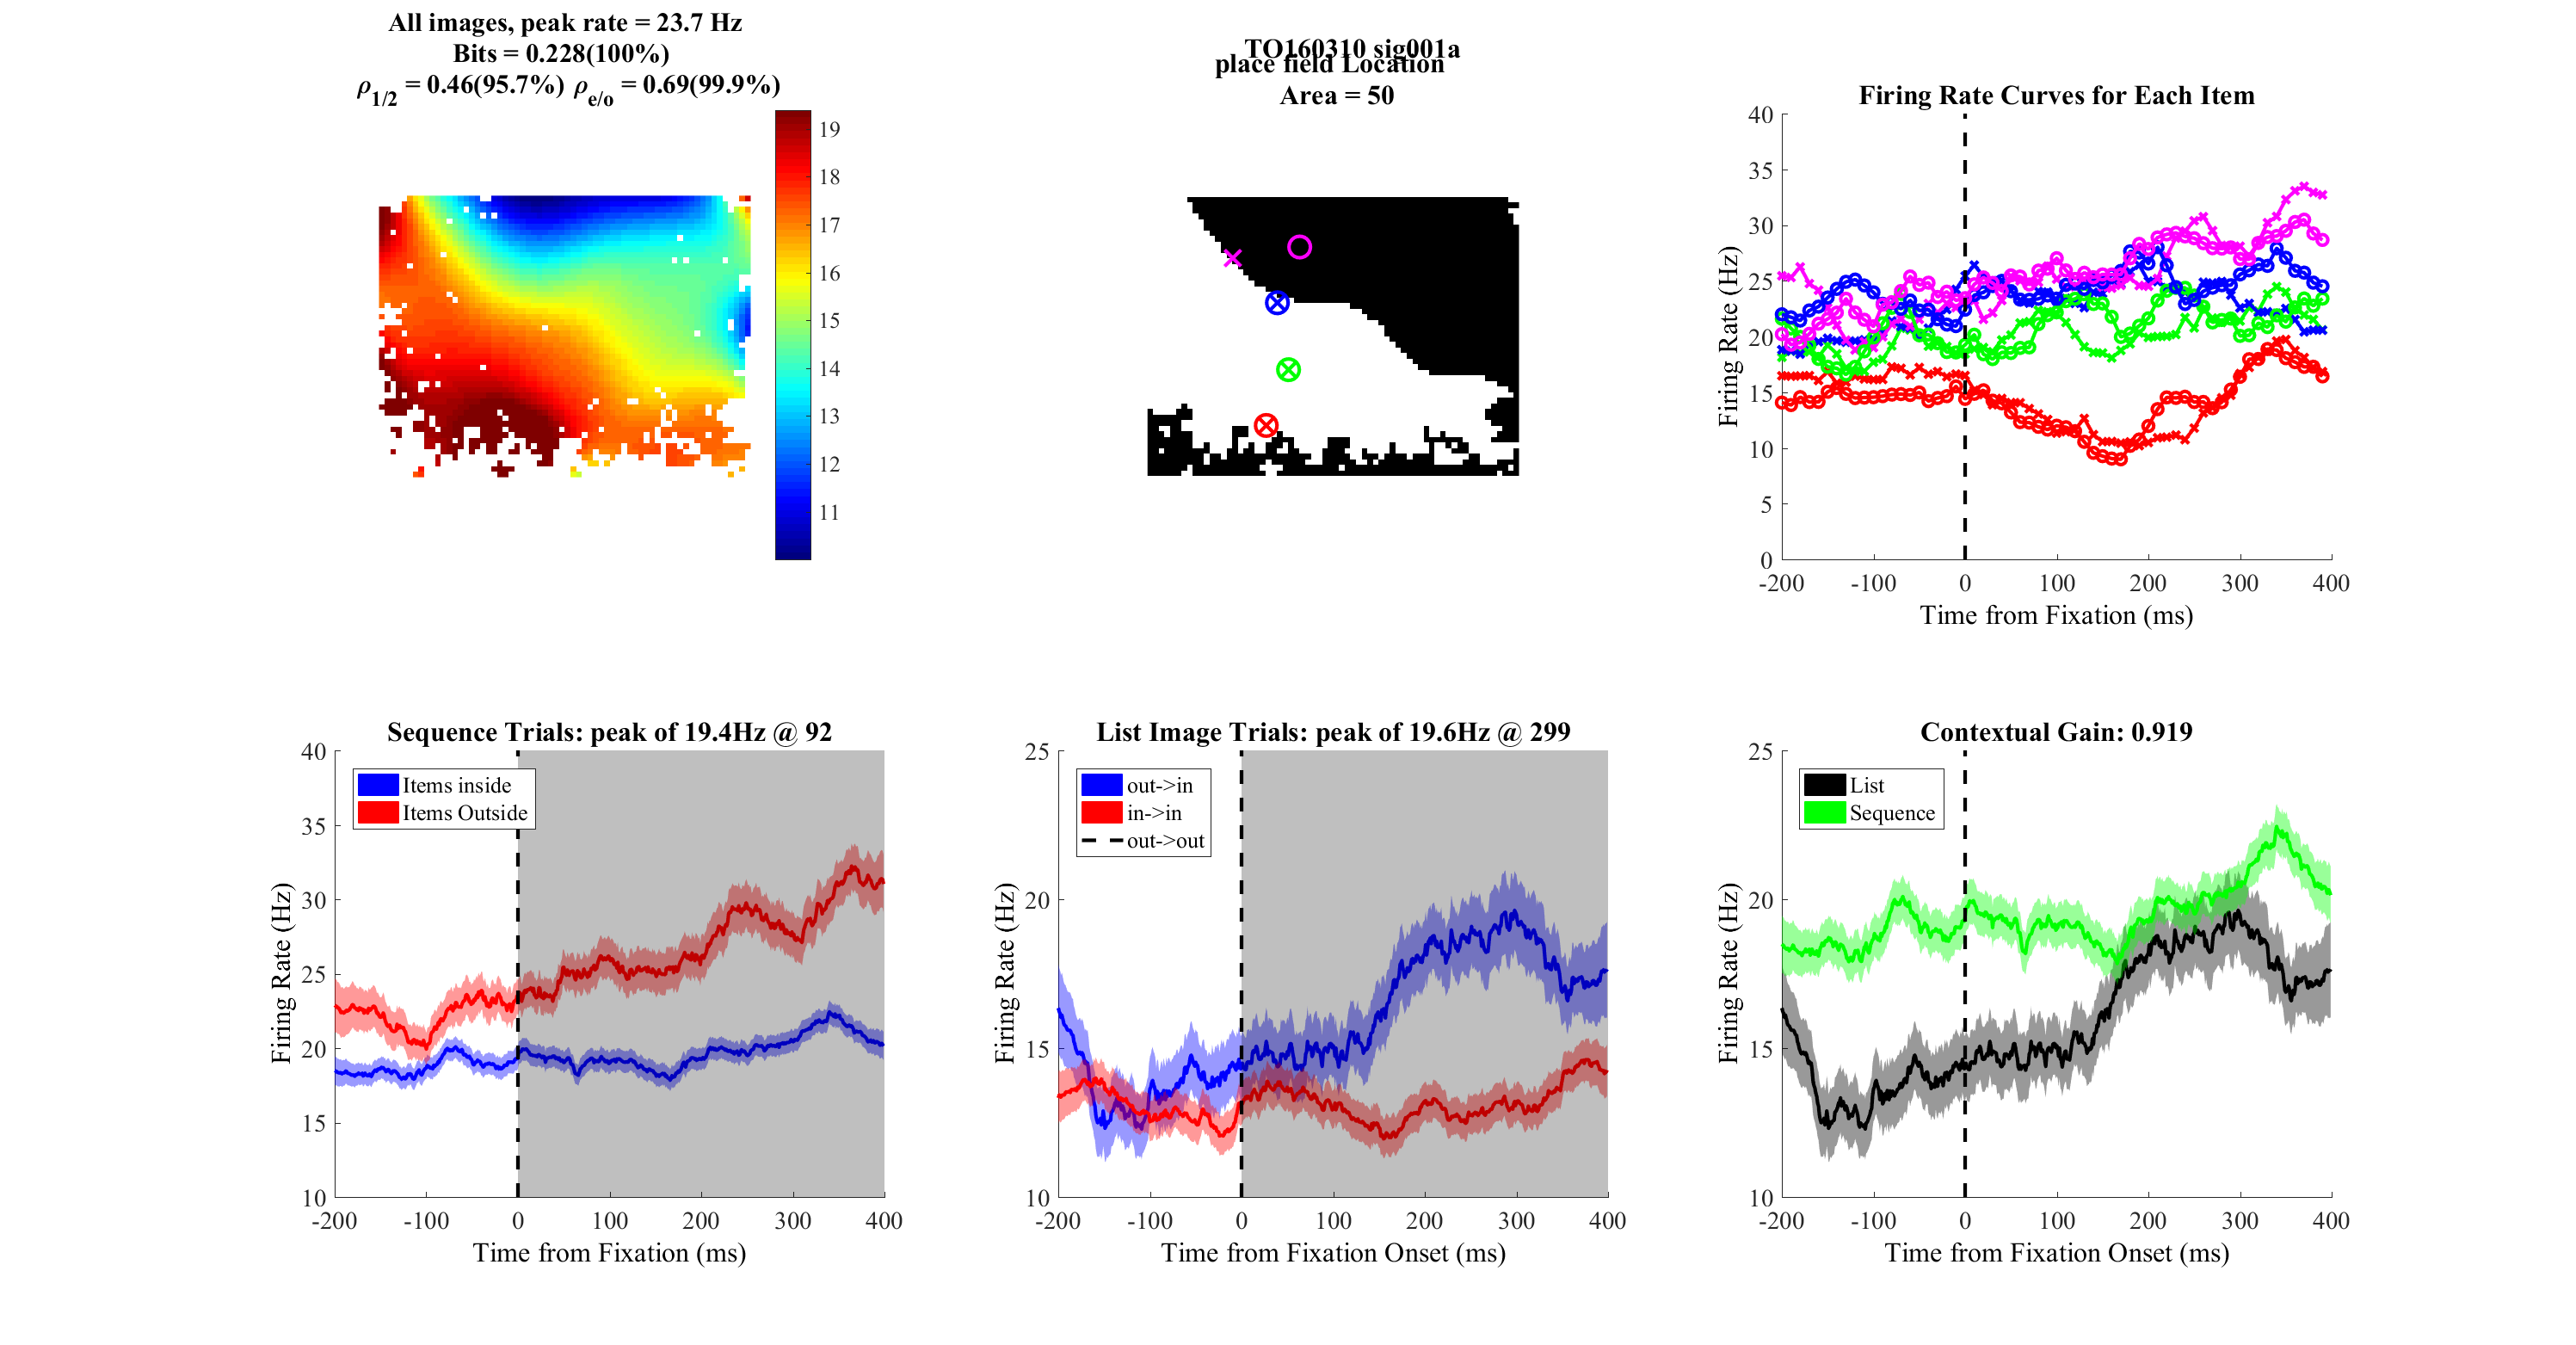 All images, peak rate = 23.7 Hz
Bits = 0.228(100%)
ρ1/2 = 0.46(95.7%) ρe/o = 0.69(99.9%)
19
18
17
16
15
14
13
12
11
TO160310 sig001a
place field Location
Area = 50
Firing Rate Curves for Each Item
Firing Rate (Hz)
40
35
30
25
20
15
10
5
0
-200 -100 0 100 200 300 400
Time from Fixation (ms)
Sequence Trials: peak of 19.4Hz @ 92
Items inside
Items Outside
Firing Rate (Hz)
40
35
30
25
20
15
10
-200 -100 0 100 200 300 400
Time from Fixation (ms)
List Image Trials: peak of 19.6Hz @ 299
out->in
in->in
out->out
Firing Rate (Hz)
25
20
15
10
-200 -100 0 100 200 300 400
Time from Fixation Onset (ms)
Contextual Gain: 0.919
List
Sequence
Firing Rate (Hz)
25
20
15
10
-200 -100 0 100 200 300 400
Time from Fixation Onset (ms)